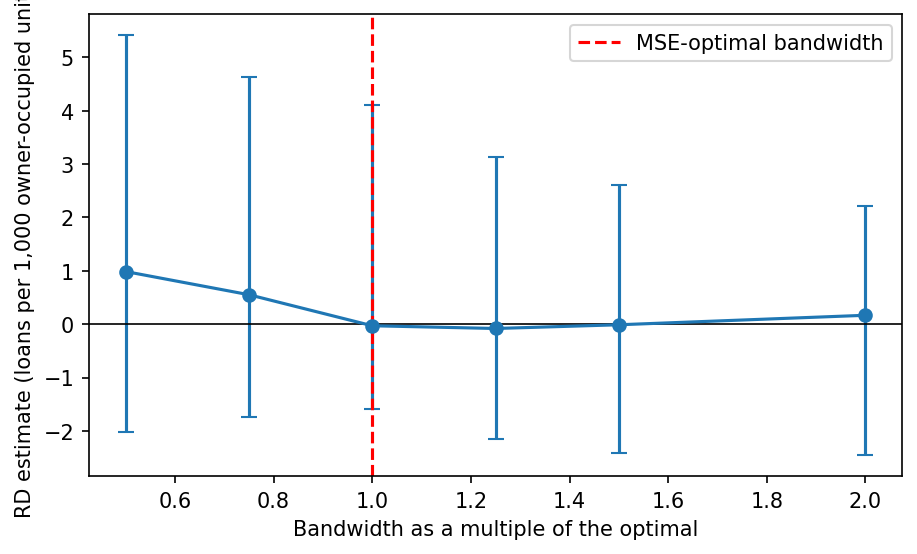 RD estimate (loans per 1,000 owner-occupied
5
4
3
2
1
0
−1
−2
MSE-optimal bandwidth
0.6 0.8 1.0 1.2 1.4 1.6 1.8 2.0
Bandwidth as a multiple of the optimal